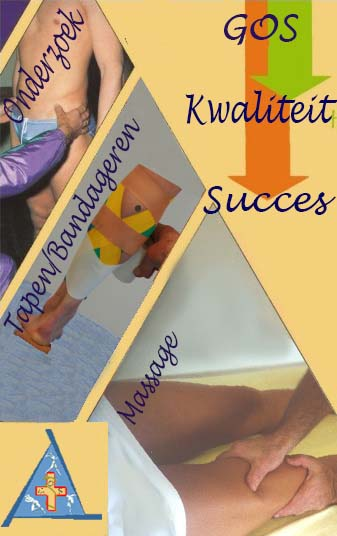 GOS
Kwaliteit
Succes
Onderzoek
Tapen/Bandageren
Massage